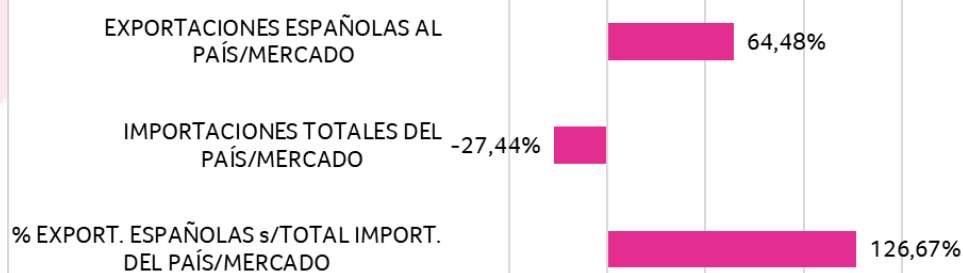 EXPORTACIONES ESPAÑOLAS AL
PAÍS/MERCADO
64,48%
IMPORTACIONES TOTALES DEL
PAÍS/MERCADO
-27,44%
% EXPORT. ESPAÑOLAS s/TOTAL IMPORT.
DEL PAÍS/MERCADO
126,67%